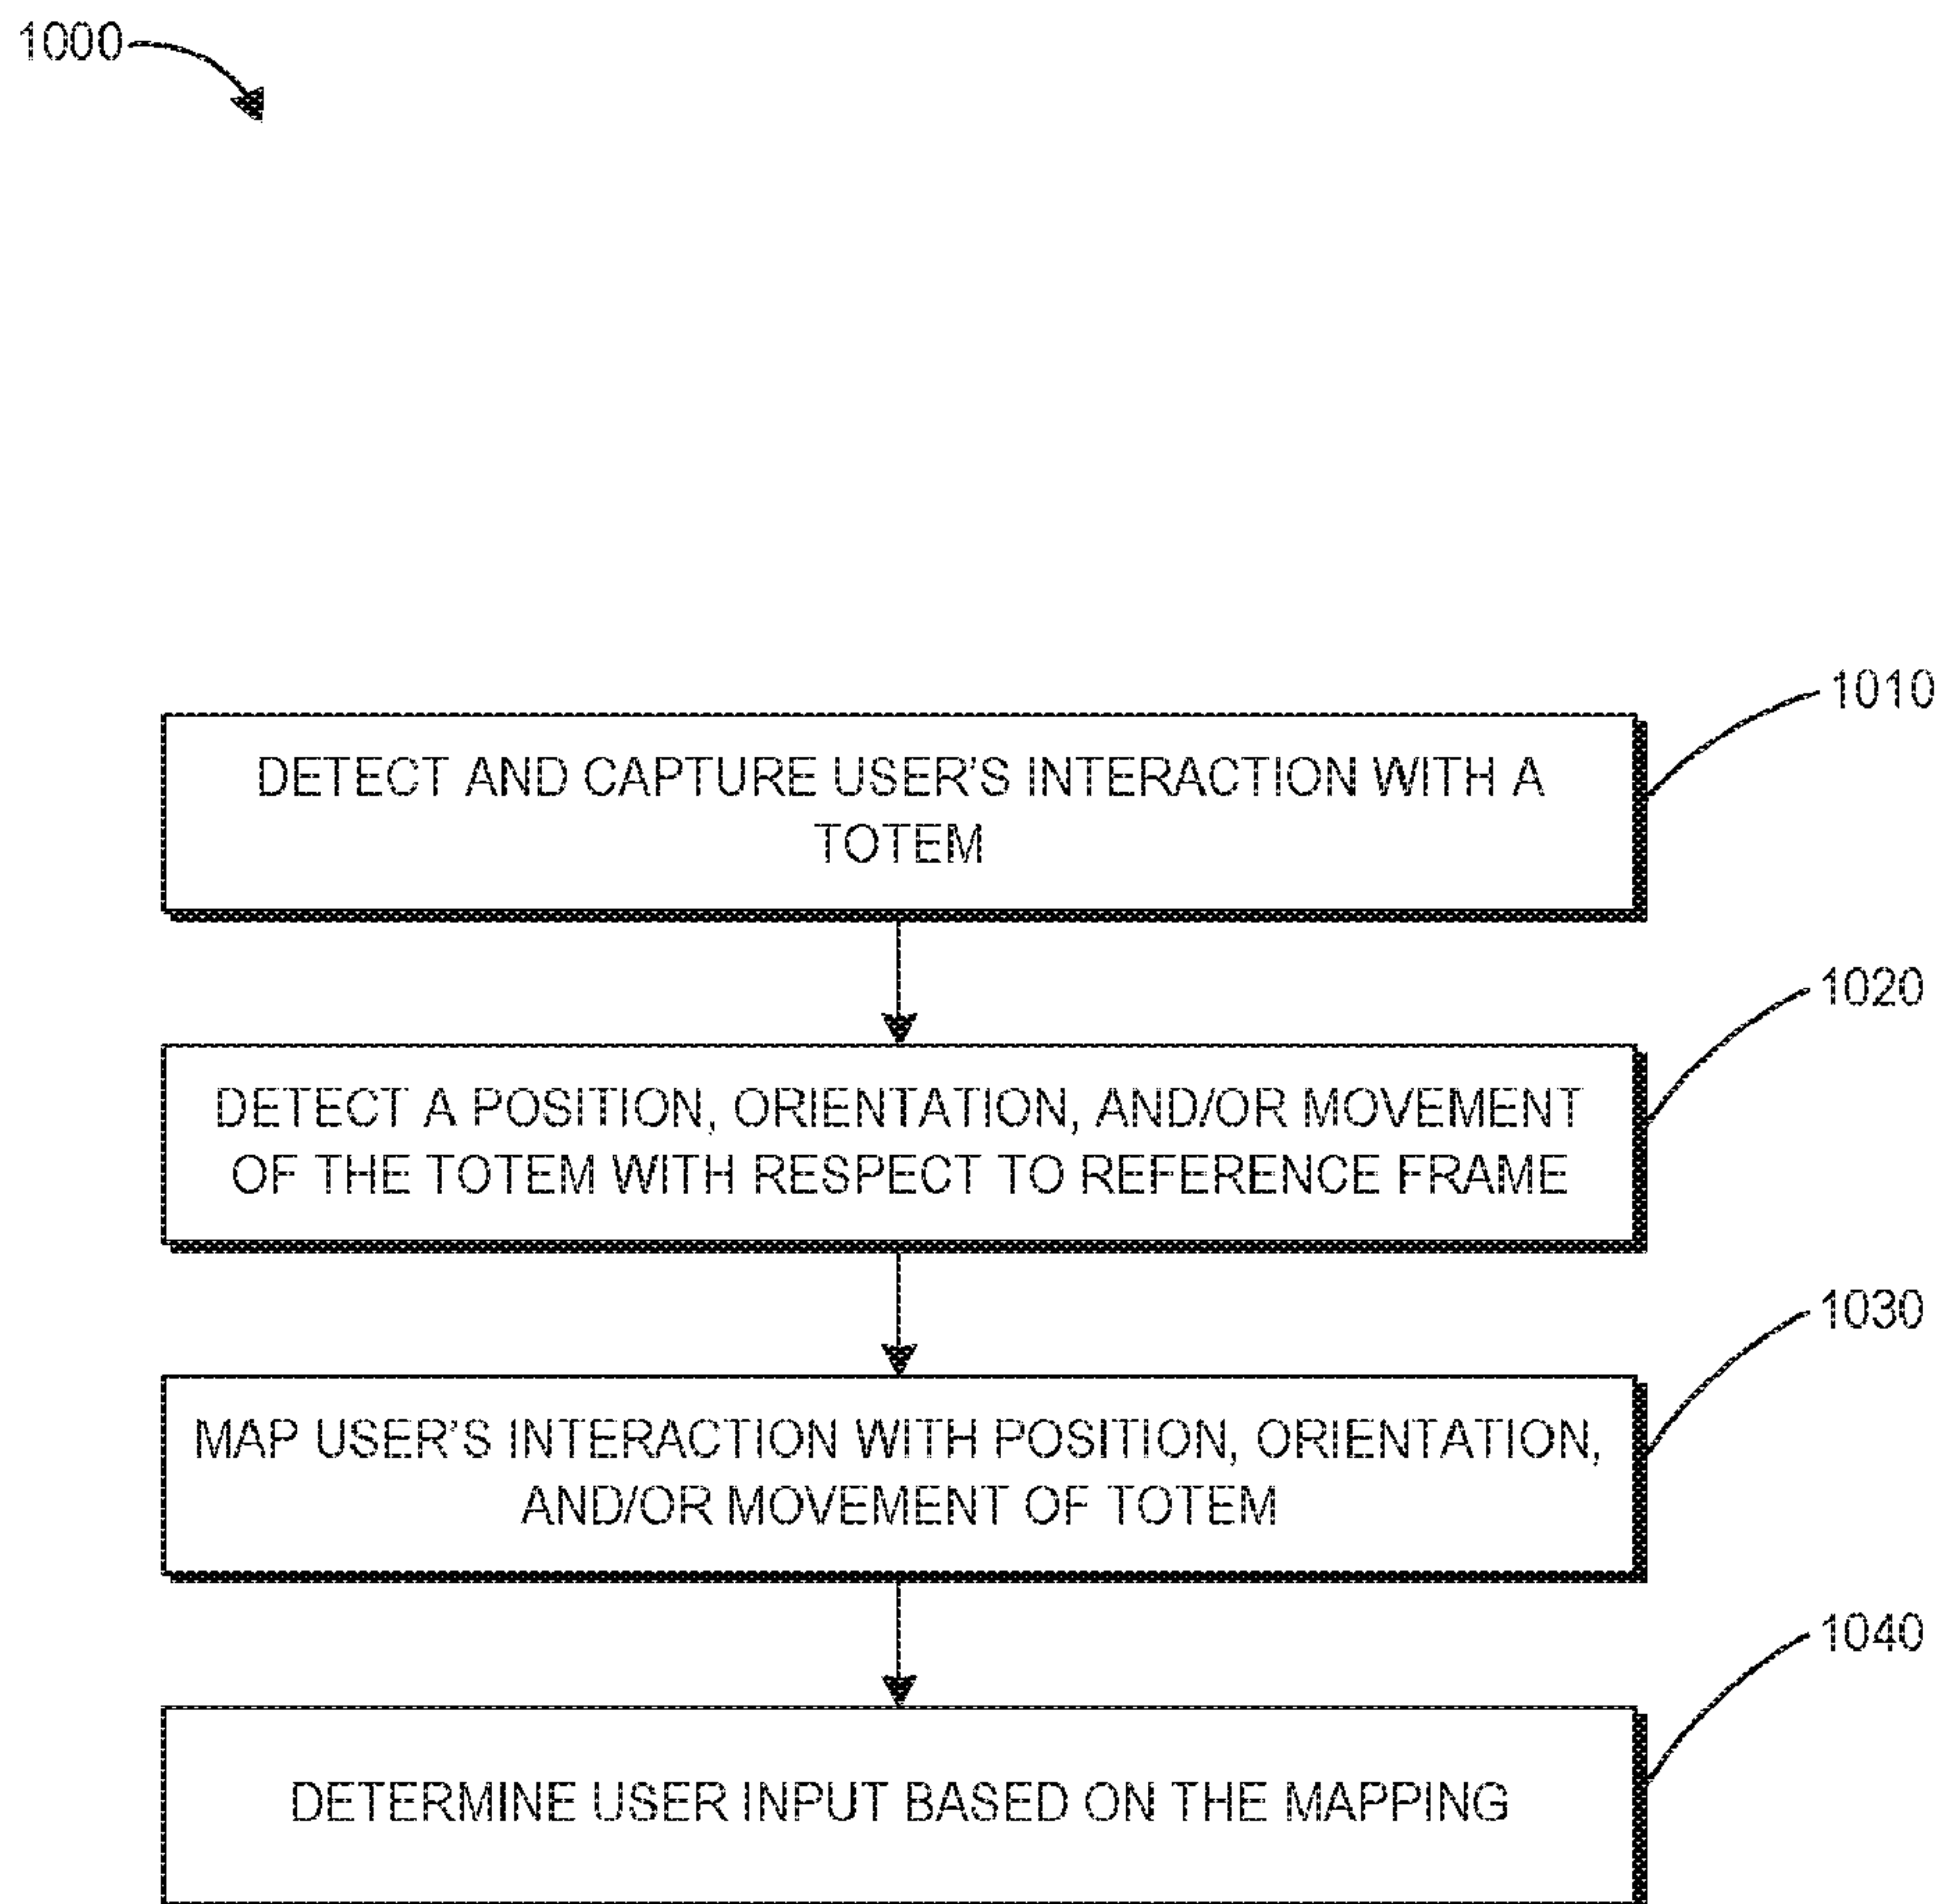 1000
1010
DETECT AND CAPTURE USER'S INTERACTION WITH A
TOTEM
1020
DETECT A POSITION, ORIENTATION, AND/OR MOVEMENT
OF THE TOTEM WITH RESPECT TO REFERENCE FRAME
1030
MAP USER'S INTERACTION WITH POSITION, ORIENTATION,
AND/OR MOVEMENT OF TOTEM
1040
DETERMINE USER INPUT BASED ON THE MAPPING